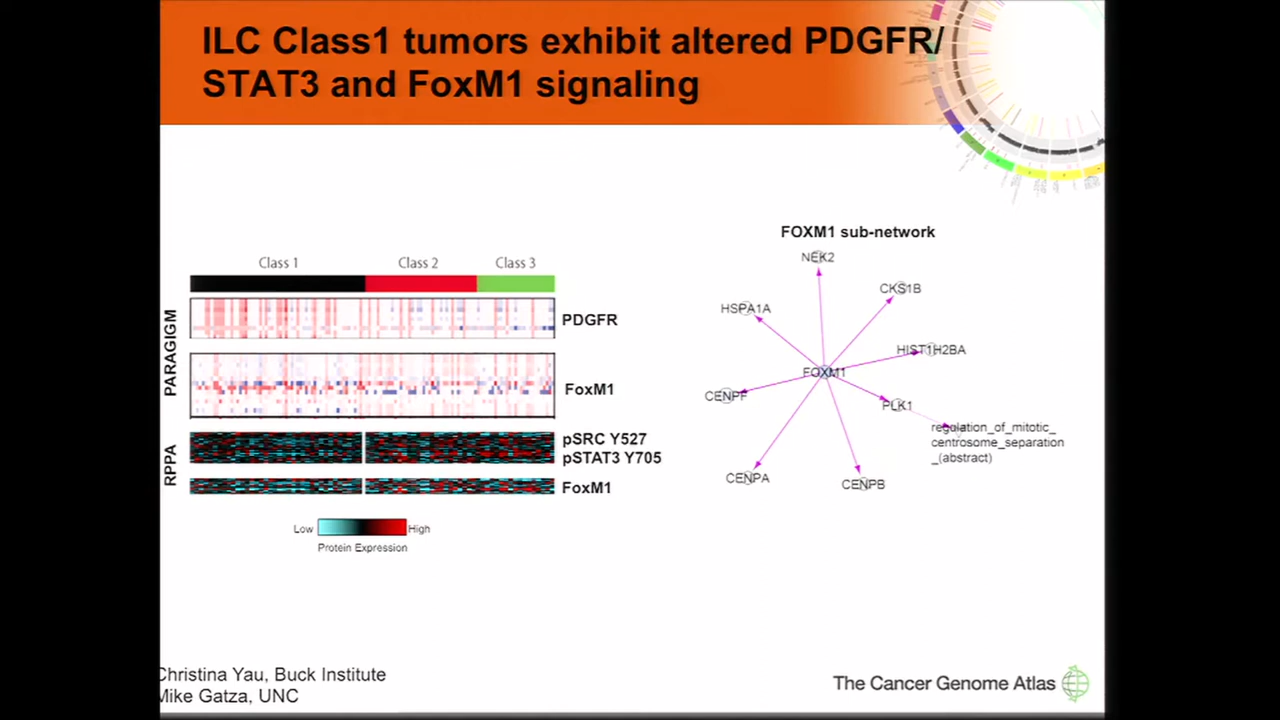 ILC Class1 tumors exhibit altered PDGFR/
STAT3 and FoxM1 signaling
Class 1
Class 2
Class 3
PARAGIGM
PDGFR
FoxM1
RPPA
pSRC Y527
pSTAT3 Y705
FoxM1
Low
High
Protein Expression
FOXM1 sub-network
NEK2
CKS1B
HSPA1A
HIST1H2BA
FOXM1
CENPF
PLK1
regulation_of_mitotic_
centrosome_separation
_(abstract)
CENPA
CENPB
Christina Yau, Buck Institute
Mike Gatza, UNC
The Cancer Genome Atlas